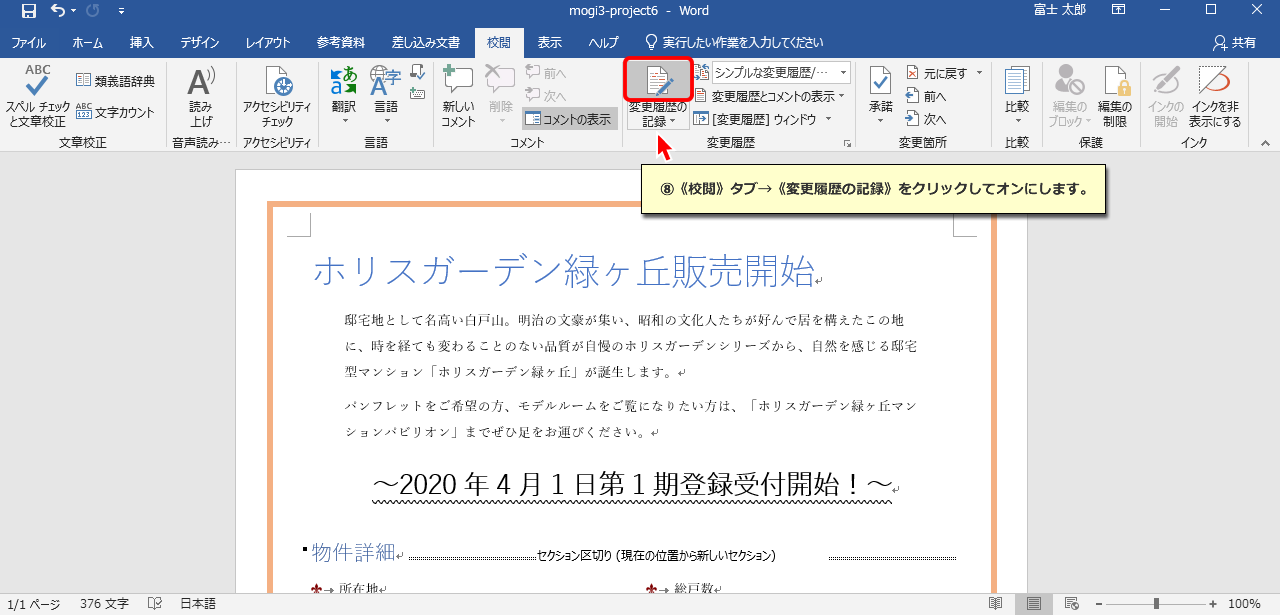 mogi3-project6 - Word
富士 太郎
ファイル ホーム 挿入 デザイン レイアウト 参考資料 差し込み文書 校閲 表示 ヘルプ 実行したい作業を入力してください 共有
ABC
スペル チェックと文章校正
類義語辞典
ABC
文字カウント
文章校正
読み上げ
音声読み…
アクセシビリティ チェック
アクセシビリティ
翻訳
言語
言語
新しいコメント
削除
前へ
次へ
コメントの表示
コメント
変更履歴の記録
シンプルな変更履歴/…
変更履歴とコメントの表示
[変更履歴] ウィンドウ
変更履歴
承諾
元に戻す
前へ
次へ
変更箇所
比較
比較
編集のブロック
編集の制限
保護
インクの開始
インクを非表示にする
インク
⑧《校閲》タブ→《変更履歴の記録》をクリックしてオンにします。
ホリスガーデン緑ヶ丘販売開始
邸宅地として名高い白戸山。明治の文豪が集い、昭和の文化人たちが好んで居を構えたこの地
に、時を経ても変わることのない品質が自慢のホリスガーデンシリーズから、自然を感じる邸宅
型マンション「ホリスガーデン緑ヶ丘」が誕生します。
パンフレットをご希望の方、モデルルームをご覧になりたい方は、「ホリスガーデン緑ヶ丘マン
ションパビリオン」までぜひ足をお運びください。
～2020 年 4 月 1 日第 1 期登録受付開始！～
物件詳細 セクション区切り (現在の位置から新しいセクション)
所在地 総戸数
1/1 ページ 376 文字 日本語 100%